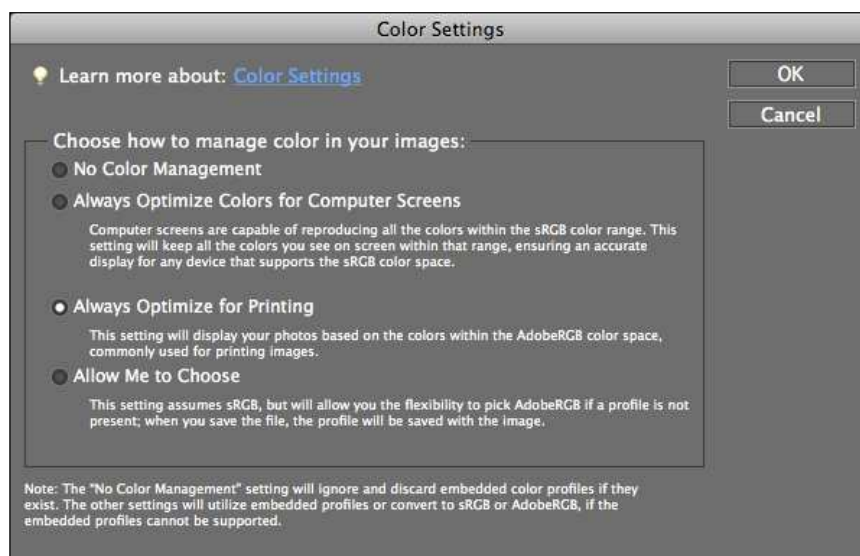 Color Settings
Learn more about: Color Settings
OK
Cancel
Choose how to manage color in your images:
No Color Management
Always Optimize Colors for Computer Screens
Computer screens are capable of reproducing all the colors within the sRGB color range. This
setting will keep all the colors you see on screen within that range, ensuring an accurate
display for any device that supports the sRGB color space.
Always Optimize for Printing
This setting will display your photos based on the colors within the AdobeRGB color space,
commonly used for printing images.
Allow Me to Choose
This setting assumes sRGB, but will allow you the flexibility to pick AdobeRGB if a profile is not
present; when you save the file, the profile will be saved with the image.
Note: The "No Color Management" setting will ignore and discard embedded color profiles if they
exist. The other settings will utilize embedded profiles or convert to sRGB or AdobeRGB, if the
embedded profiles cannot be supported.